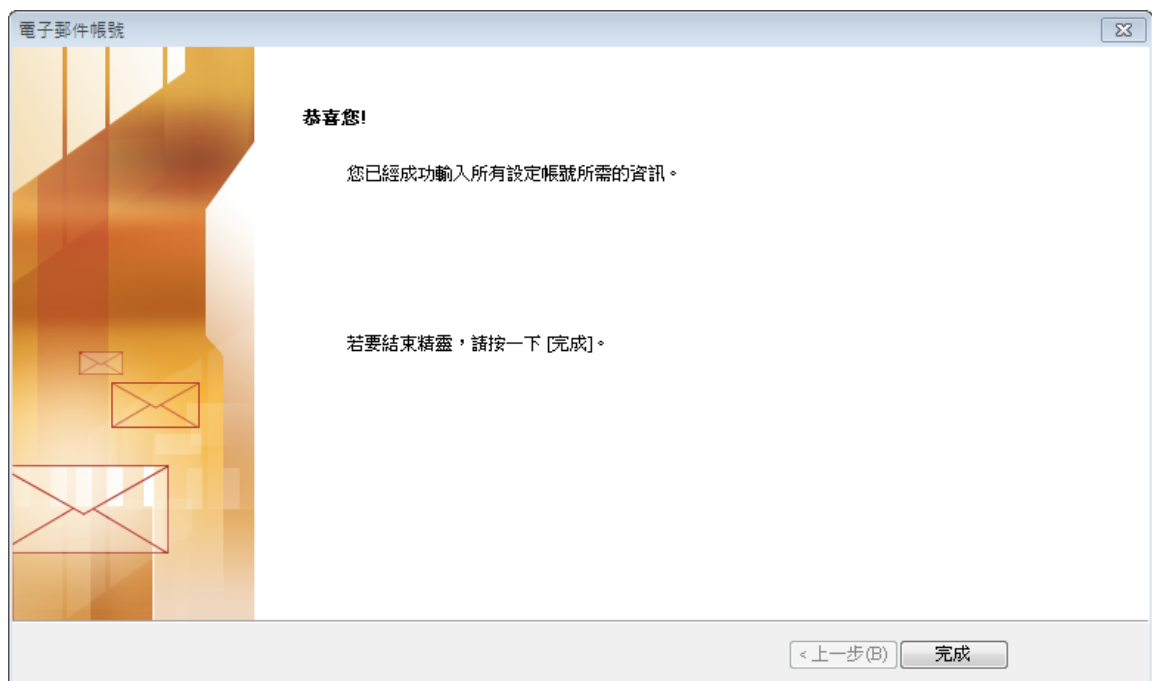 電子郵件帳號
恭喜您!
您已經成功輸入所有設定帳號所需的資訊。
若要結束精靈，請按一下 [完成]。
<上一步(B)
完成